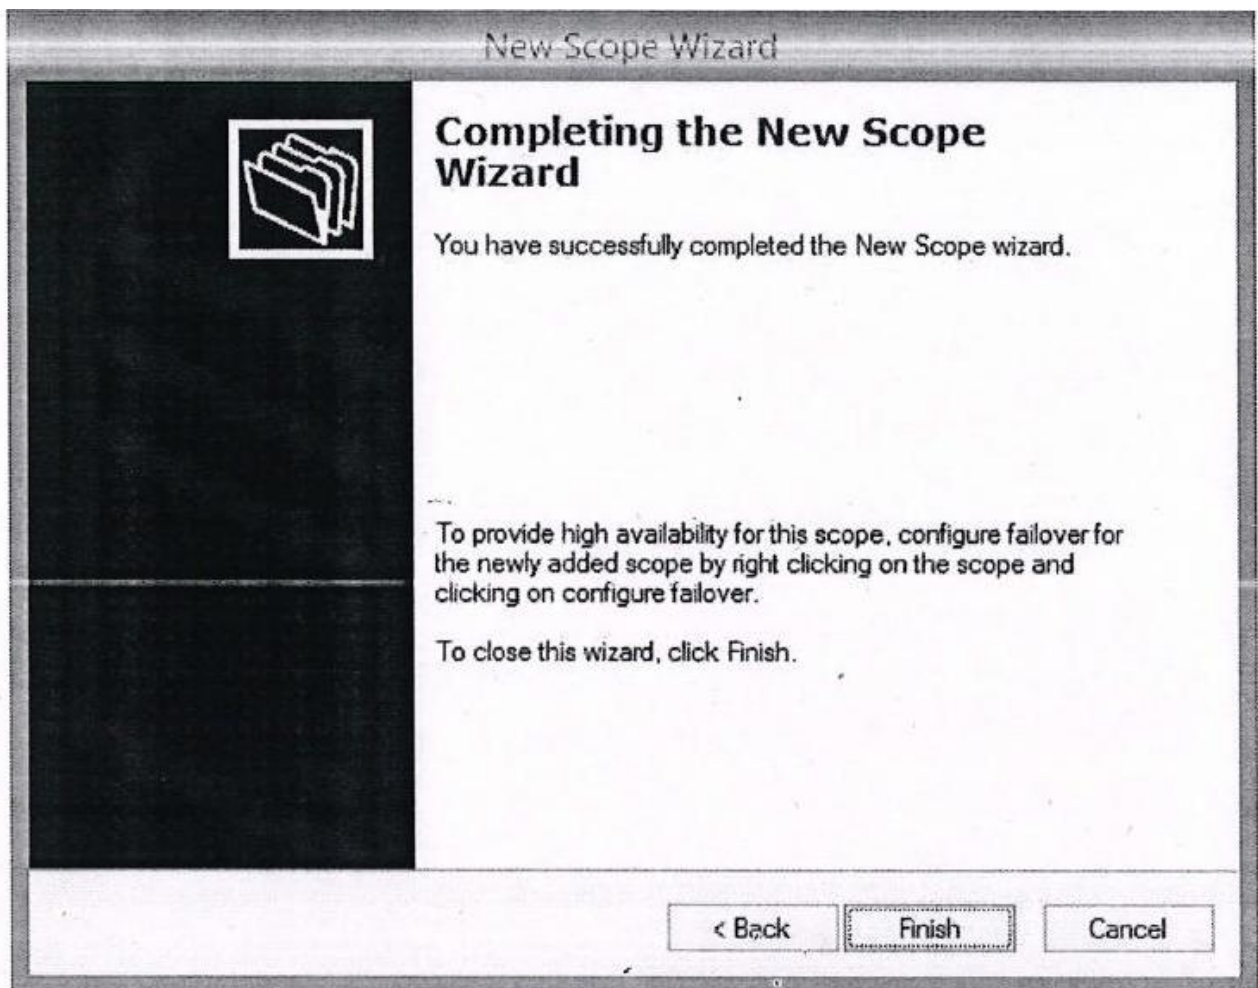 New Scope Wizard
Completing the New Scope
Wizard
You have successfully completed the New Scope wizard.
To provide high availability for this scope, configure failover for
the newly added scope by right clicking on the scope and
clicking on configure failover.
To close this wizard, click Finish.
< Back Finish Cancel